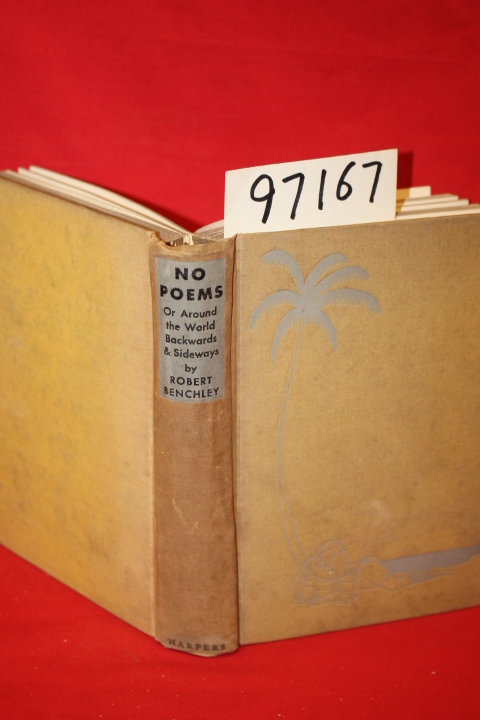 97167
NO
POEMS
Or Around
the World
Backwards
& Sideways
by
ROBERT
BENCHLEY
HARPERS